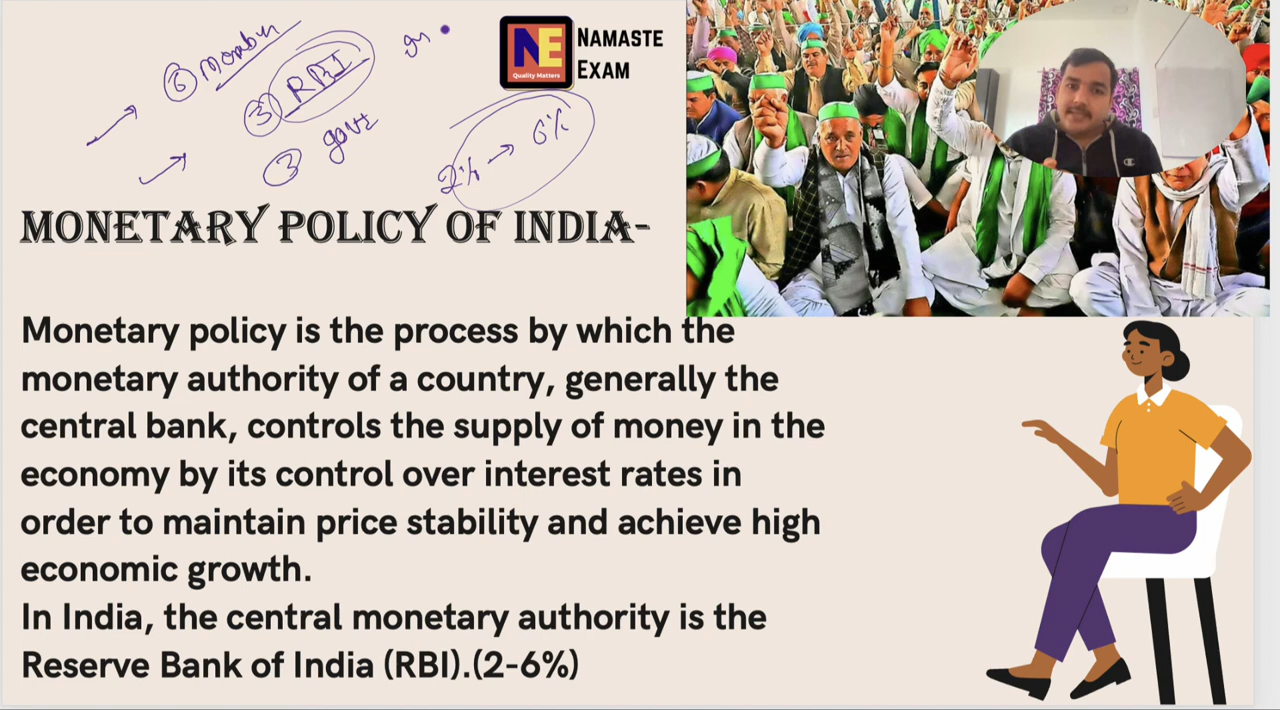 ⑥ Member
③ RBI
③ govt
2% → 6%
NE
Quality Matters
NAMASTE
EXAM
MONETARY POLICY OF INDIA-
Monetary policy is the process by which the
monetary authority of a country, generally the
central bank, controls the supply of money in the
economy by its control over interest rates in
order to maintain price stability and achieve high
economic growth.
In India, the central monetary authority is the
Reserve Bank of India (RBI).(2-6%)